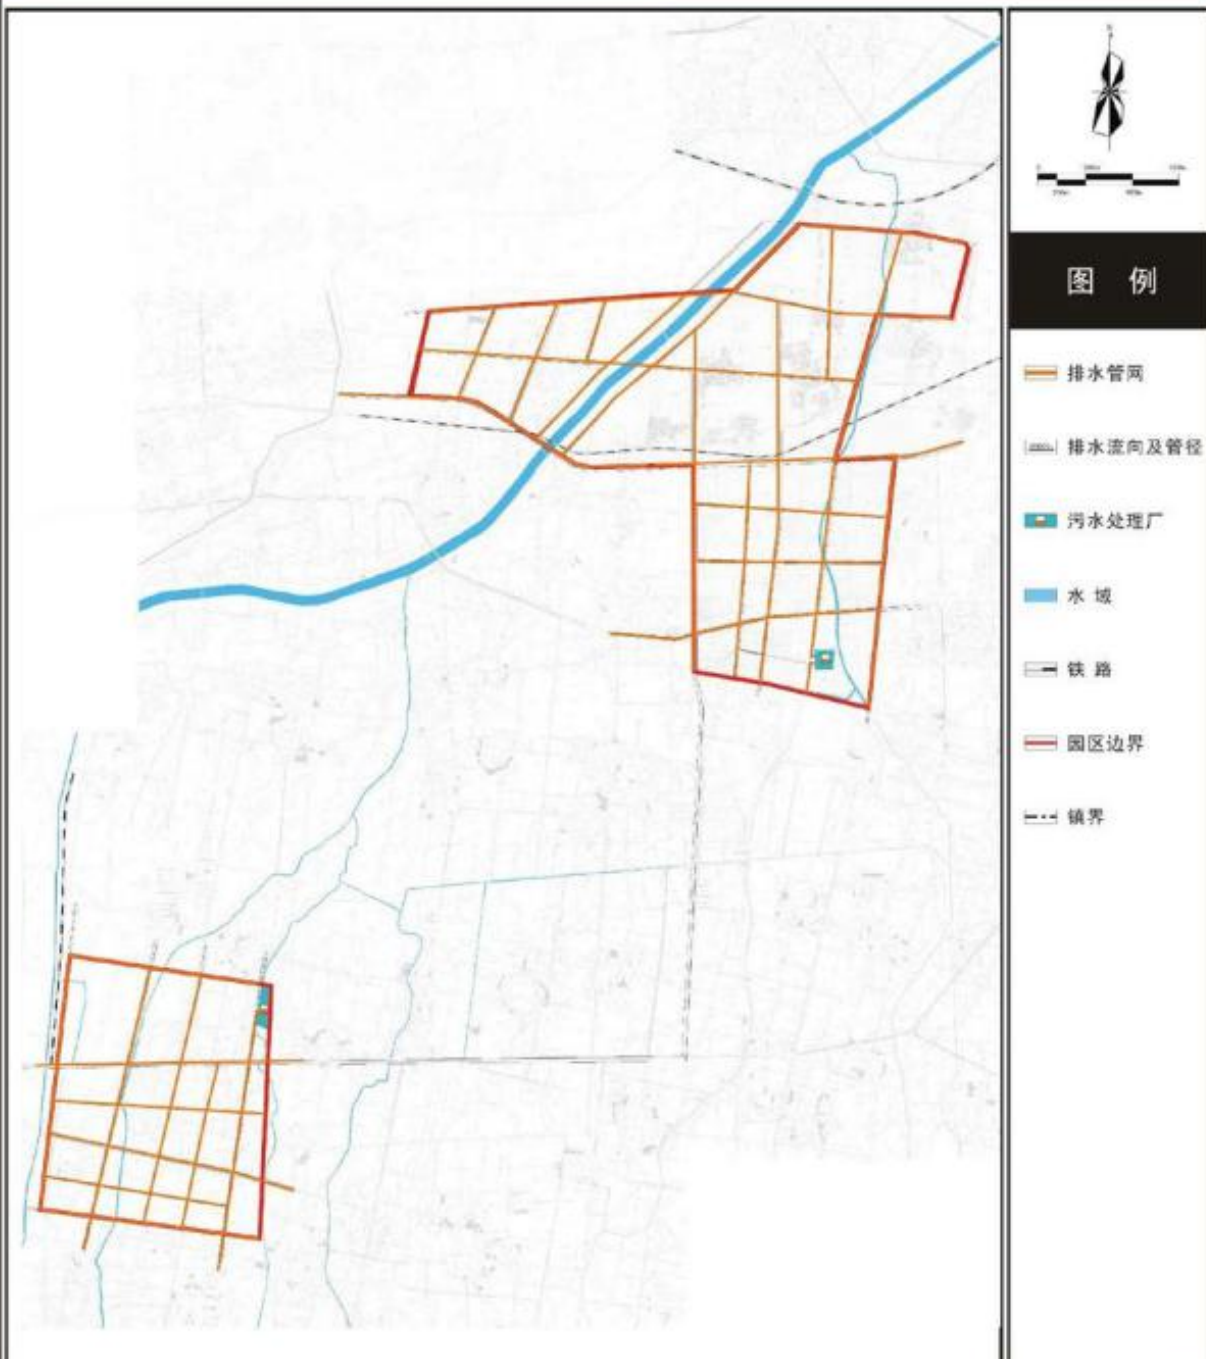 图 例
排水管网
排水流向及管径
污水处理厂
水 域
铁 路
园区边界
镇界